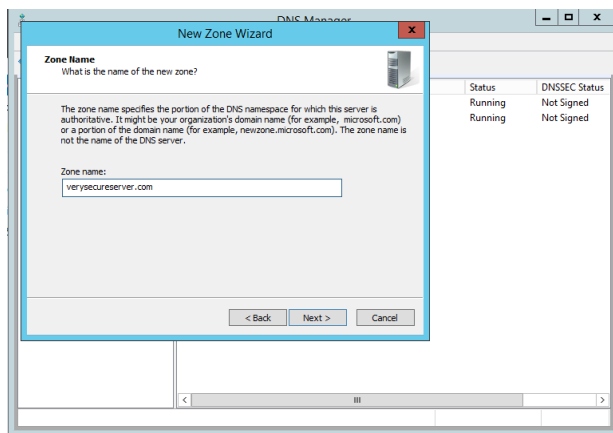 DNS Manager
New Zone Wizard
x
x
Zone Name
What is the name of the new zone?
Status DNSSEC Status
Running Not Signed
Running Not Signed
The zone name specifies the portion of the DNS namespace for which this server is
authoritative. It might be your organization's domain name (for example, microsoft.com)
or a portion of the domain name (for example, newzone.microsoft.com). The zone name is
not the name of the DNS server.
Zone name:
verysecureserver.com
< Back Next > Cancel